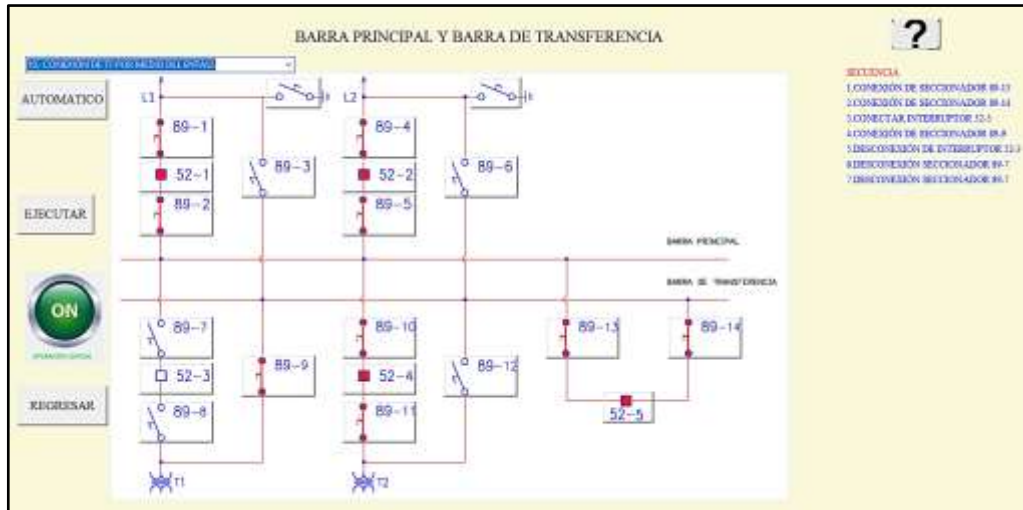 BARRA PRINCIPAL Y BARRA DE TRANSFERENCIA
?
AUTOMATICO
EJECUTAR
ON
REGRESAR
SECUENCIA
1.CONEXIÓN DE SECCIONADOR 89-13
2.CONEXIÓN DE SECCIONADOR 89-14
3.CONECTAR INTERRUPTOR 52-5
4.CONEXIÓN DE SECCIONADOR 89-9
5.DESCONEXIÓN DE INTERRUPTOR 52-3
6.DESCONEXIÓN SECCIONADOR 89-7
7.DESCONEXIÓN SECCIONADOR 89-7
L1
L2
89-1
89-4
52-1
89-3
52-2
89-6
89-2
89-5
BARRA PRINCIPAL
BARRA DE TRANSFERENCIA
89-7
89-10
89-13
89-14
52-3
89-9
52-4
89-12
89-8
89-11
52-5
T1
T2